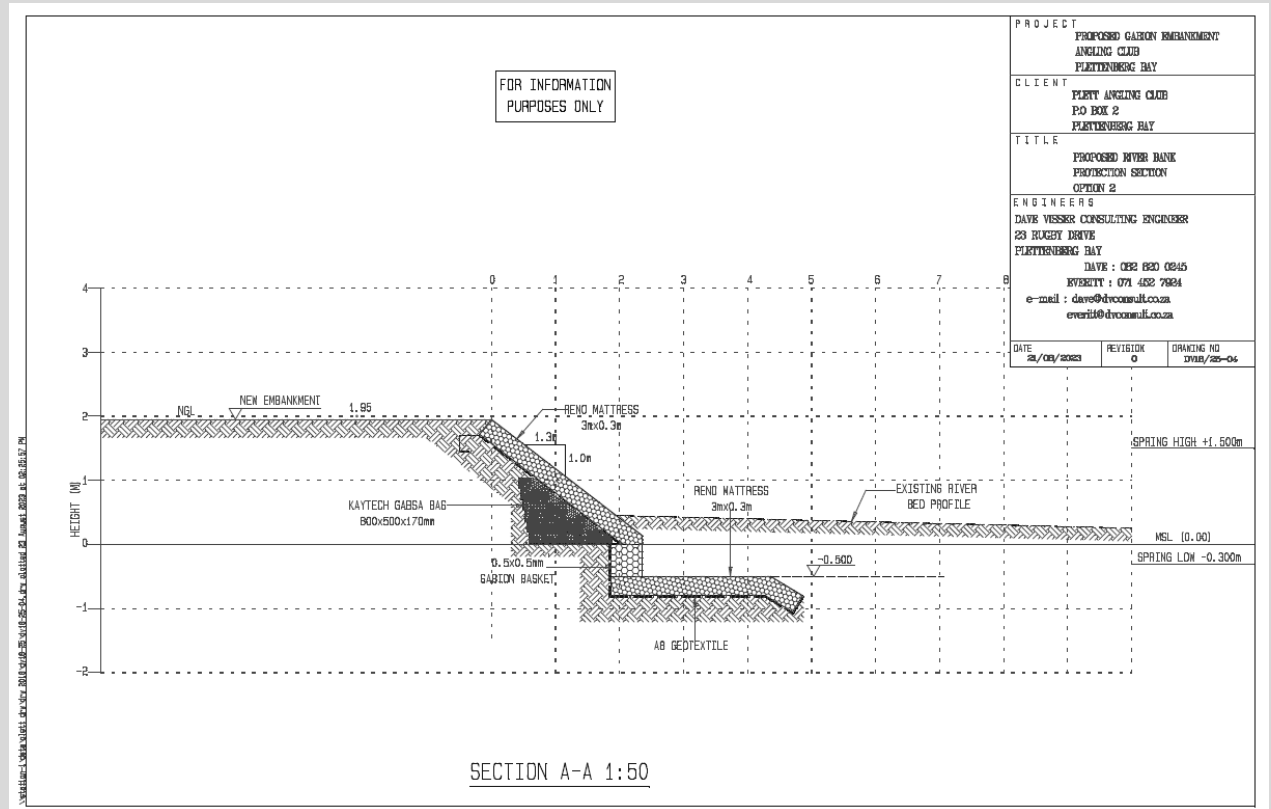 PROJECT
PROPOSED GABION EMBANKMENT
ANGLING CLUB
PLETTENBERG BAY
CLIENT
PLETT ANGLING CLUB
P.O BOX 2
PLETTENBERG BAY
TITLE
PROPOSED RIVER BANK
PROTECTION SECTION
OPTION 2
ENGINEERS
DAVE VISSER CONSULTING ENGINEER
23 RUGBY DRIVE
PLETTENBERG BAY
DAVE : 082 820 0245
EVERITT : 071 452 7924
e-mail : dave@dvconsult.co.za
everitt@dvconsult.co.za
DATE
21/08/2023
REVISION
0
DRAWING NO
DV18/25-04
FOR INFORMATION
PURPOSES ONLY
0 1 2 3 4 5 6 7 8
4
3
2
1
0
-1
-2
HEIGHT (M)
NGL
NEW EMBANKMENT
1.95
RENO MATTRESS
3mx0.3m
1.3m
1.0m
KAYTECH GABSA BAG
800x500x170mm
0.5x0.5mm
GABION BASKET
RENO MATTRESS
3mx0.3m
EXISTING RIVER
BED PROFILE
-0.500
A8 GEOTEXTILE
SPRING HIGH +1.500m
MSL (0.00)
SPRING LOW -0.300m
SECTION A-A 1:50